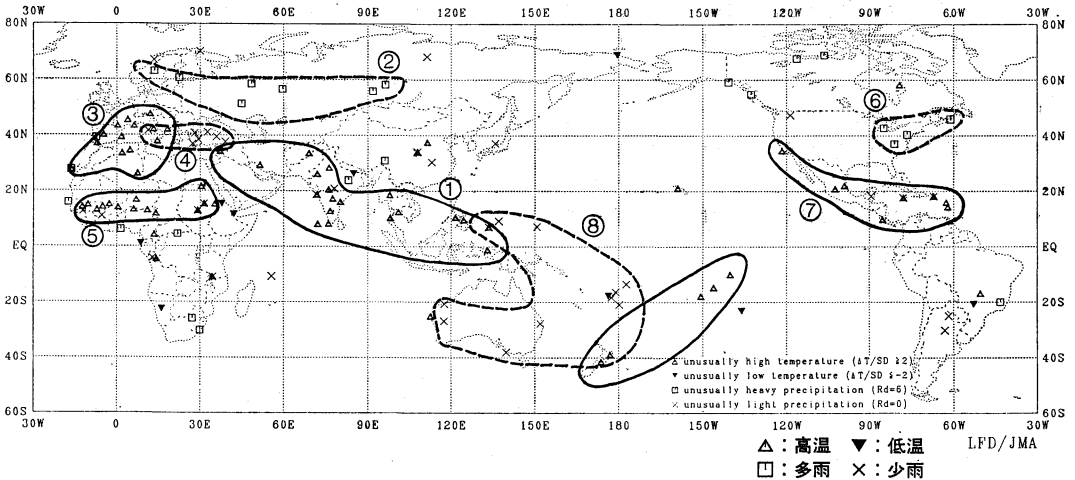 30W 0 30E 60E 90E 120E 150E 180 150W 120W 90W 60W 30W
80N 80N
60N 60N
40N 40N
20N 20N
EQ EQ
20S 20S
40S 40S
60S 60S
② ③ ⑥ ④ ① ⑦ ⑤ ⑧
△ unusually high temperature (ΔT/SD ≧2)
▼ unusually low temperature (ΔT/SD ≦-2)
□ unusually heavy precipitation (Rd=6)
× unusually light precipitation (Rd=0)
30W 0 30E 60E 90E 120E 150E 180 150W 120W 90W 60W 30W
LFD/JMA
△：高温 ▼：低温
□：多雨 ×：少雨